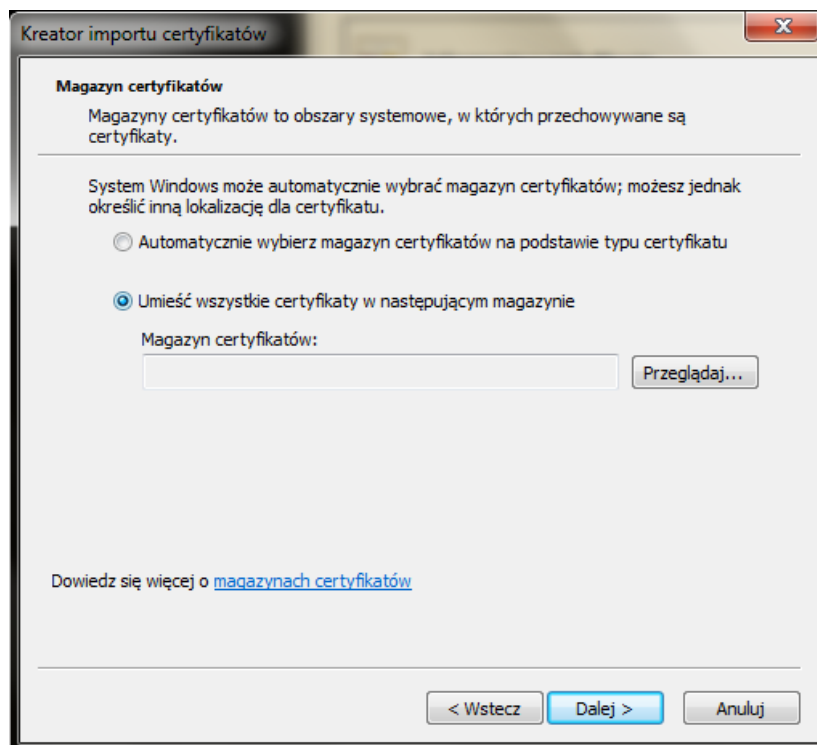 Kreator importu certyfikatów
Magazyn certyfikatów
Magazyny certyfikatów to obszary systemowe, w których przechowywane są
certyfikaty.
System Windows może automatycznie wybrać magazyn certyfikatów; możesz jednak
określić inną lokalizację dla certyfikatu.
Automatycznie wybierz magazyn certyfikatów na podstawie typu certyfikatu
Umieść wszystkie certyfikaty w następującym magazynie
Magazyn certyfikatów:
Przeglądaj...
Dowiedz się więcej o magazynach certyfikatów
< Wstecz Dalej > Anuluj